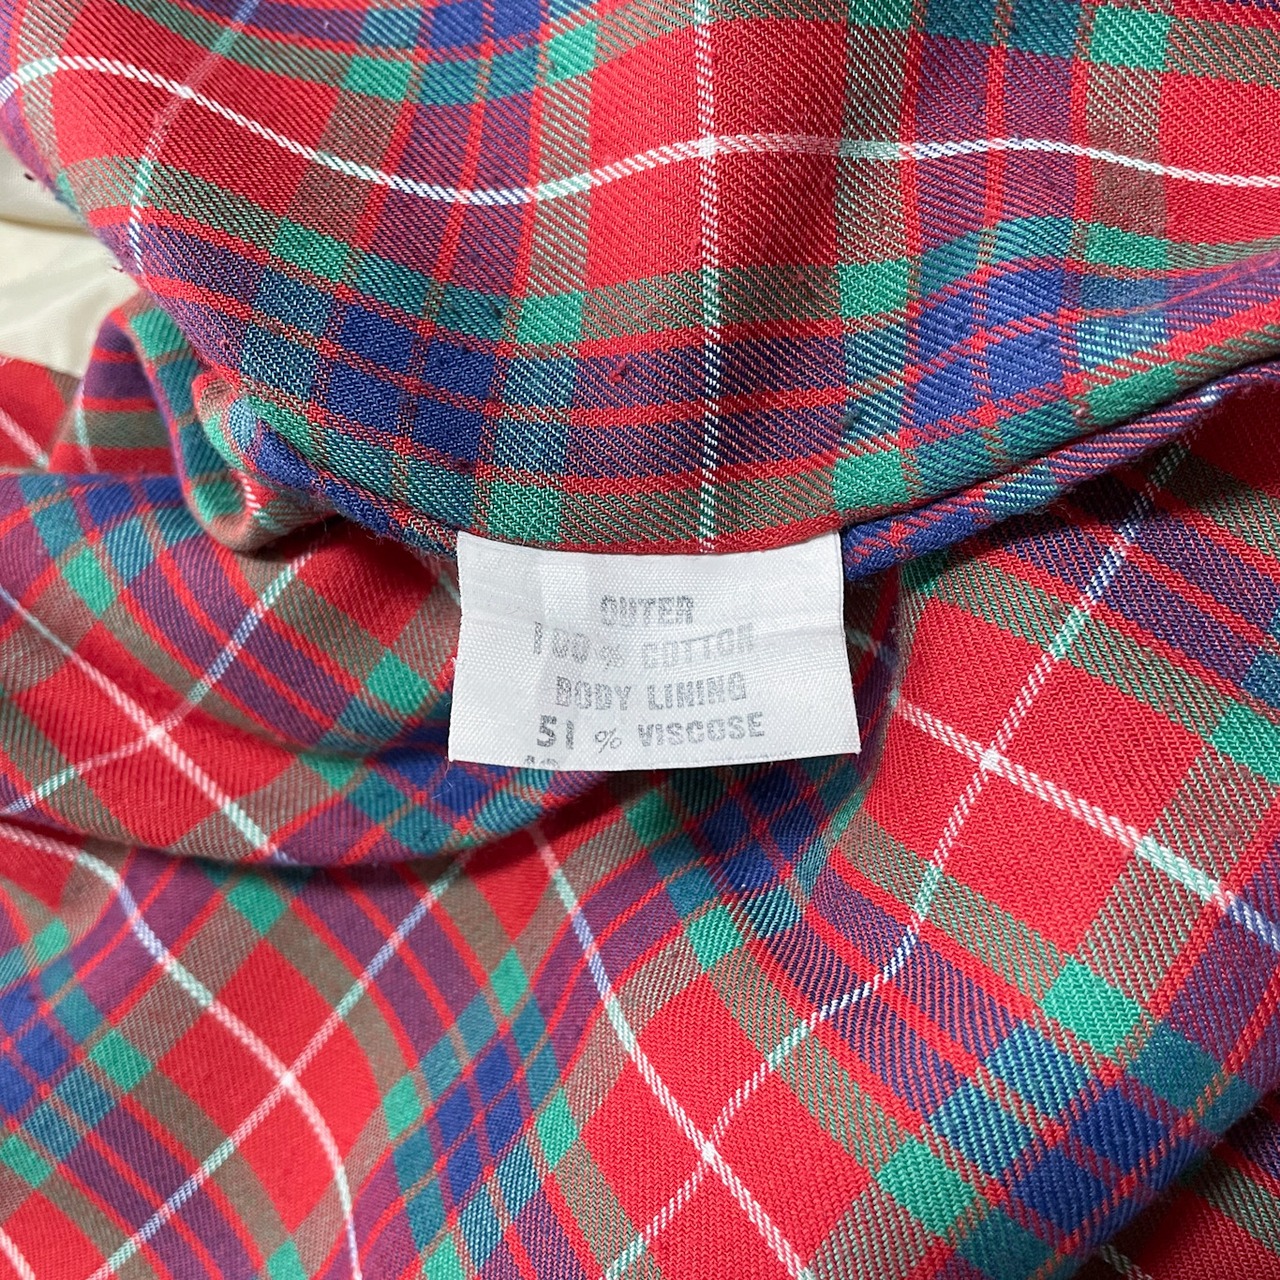 OUTER
100% COTTON
BODY LINING
51 % VISCOSE